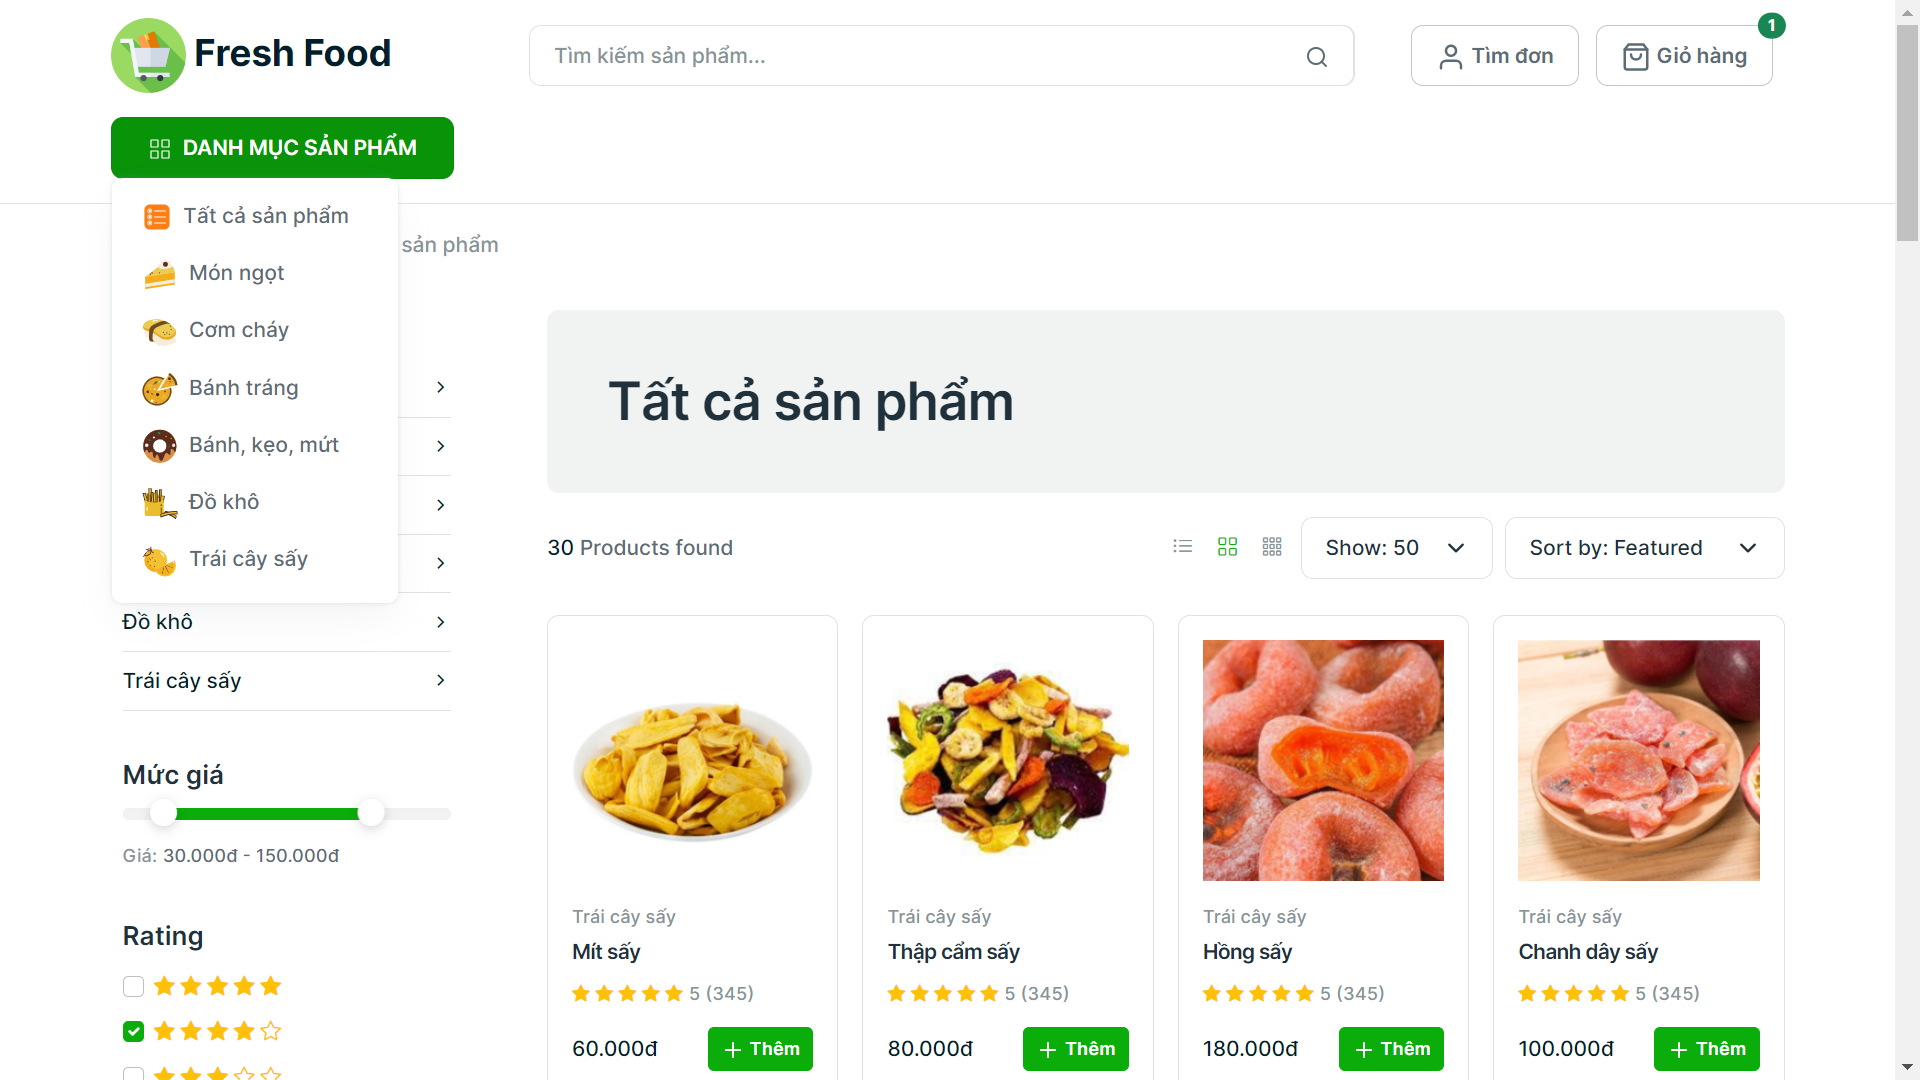 Fresh Food
Tìm kiếm sản phẩm...
Tìm đơn
Giỏ hàng
1
DANH MỤC SẢN PHẨM
Tất cả sản phẩm
Món ngọt
Cơm cháy
Bánh tráng
Bánh, kẹo, mứt
Đồ khô
Trái cây sấy
sản phẩm
Đồ khô
Trái cây sấy
Mức giá
Giá: 30.000đ - 150.000đ
Rating
Tất cả sản phẩm
30 Products found
Show: 50
Sort by: Featured
Trái cây sấy
Mít sấy
5 (345)
60.000đ
Thêm
Trái cây sấy
Thập cẩm sấy
5 (345)
80.000đ
Thêm
Trái cây sấy
Hồng sấy
5 (345)
180.000đ
Thêm
Trái cây sấy
Chanh dây sấy
5 (345)
100.000đ
Thêm